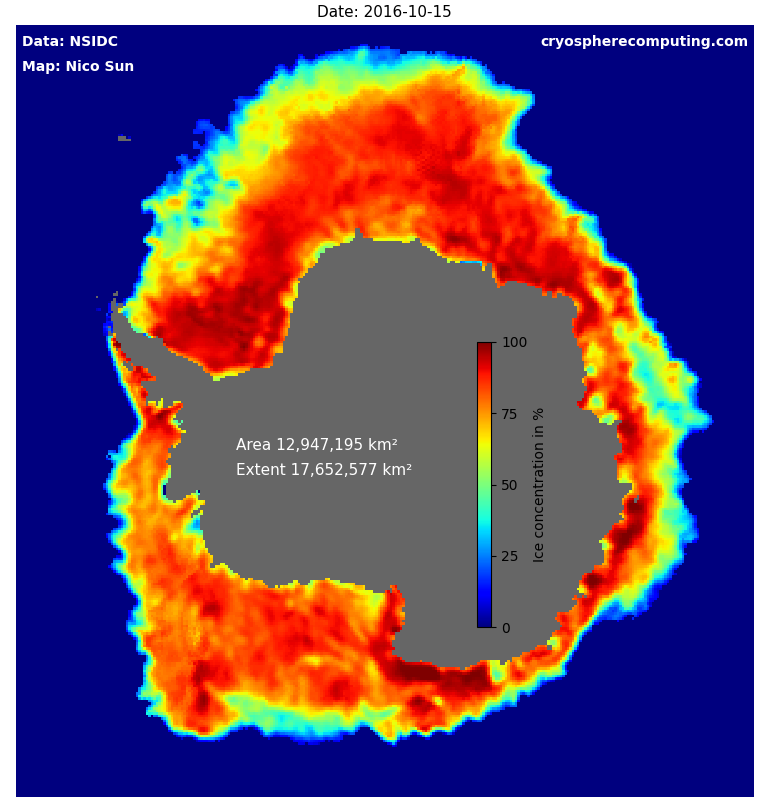 Date: 2016-10-15
Data: NSIDC
cryospherecomputing.com
Map: Nico Sun
100
75
50
25
0
Ice concentration in %
Area 12,947,195 km²
Extent 17,652,577 km²